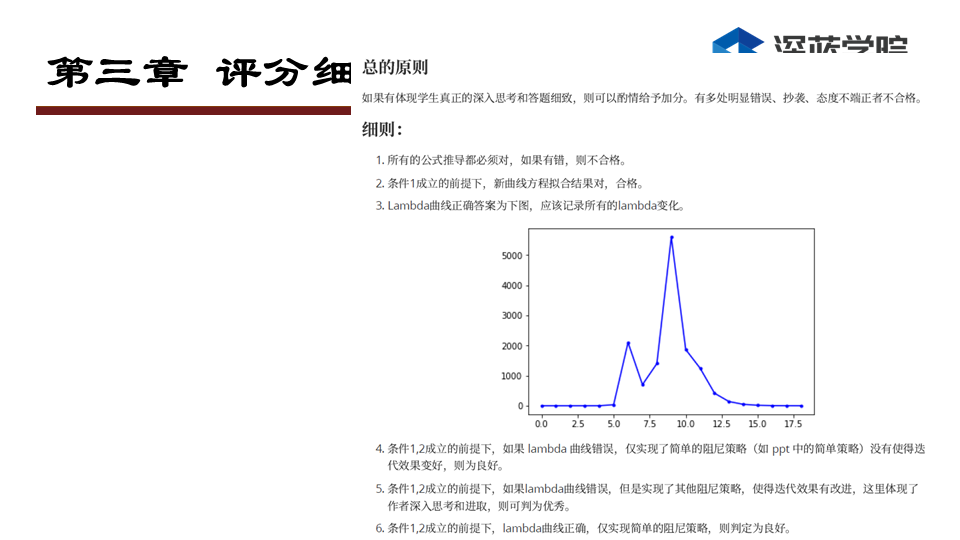 深蓝学院
第三章 评分细
总的原则
如果有体现学生真正的深入思考和答题细致，则可以酌情给予加分。有多处明显错误、抄袭、态度不端正者不合格。
细则：
1. 所有的公式推导都必须对，如果有错，则不合格。
2. 条件1成立的前提下，新曲线方程拟合结果对，合格。
3. Lambda曲线正确答案为下图，应该记录所有的lambda变化。
5000
4000
3000
2000
1000
0
0.0 2.5 5.0 7.5 10.0 12.5 15.0 17.5
4. 条件1,2成立的前提下，如果 lambda 曲线错误，仅实现了简单的阻尼策略（如 ppt 中的简单策略）没有使得迭
代效果变好，则为良好。
5. 条件1,2成立的前提下，如果lambda曲线错误，但是实现了其他阻尼策略，使得迭代效果有改进，这里体现了
作者深入思考和进取，则可判为优秀。
6. 条件1,2成立的前提下，lambda曲线正确，仅实现简单的阻尼策略，则判定为良好。